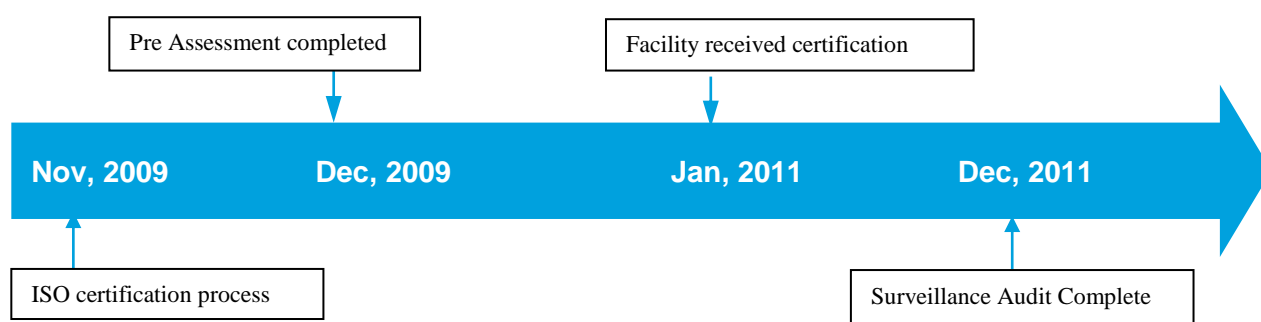 Pre Assessment completed
Facility received certification
Nov, 2009
Dec, 2009
Jan, 2011
Dec, 2011
ISO certification process
Surveillance Audit Complete